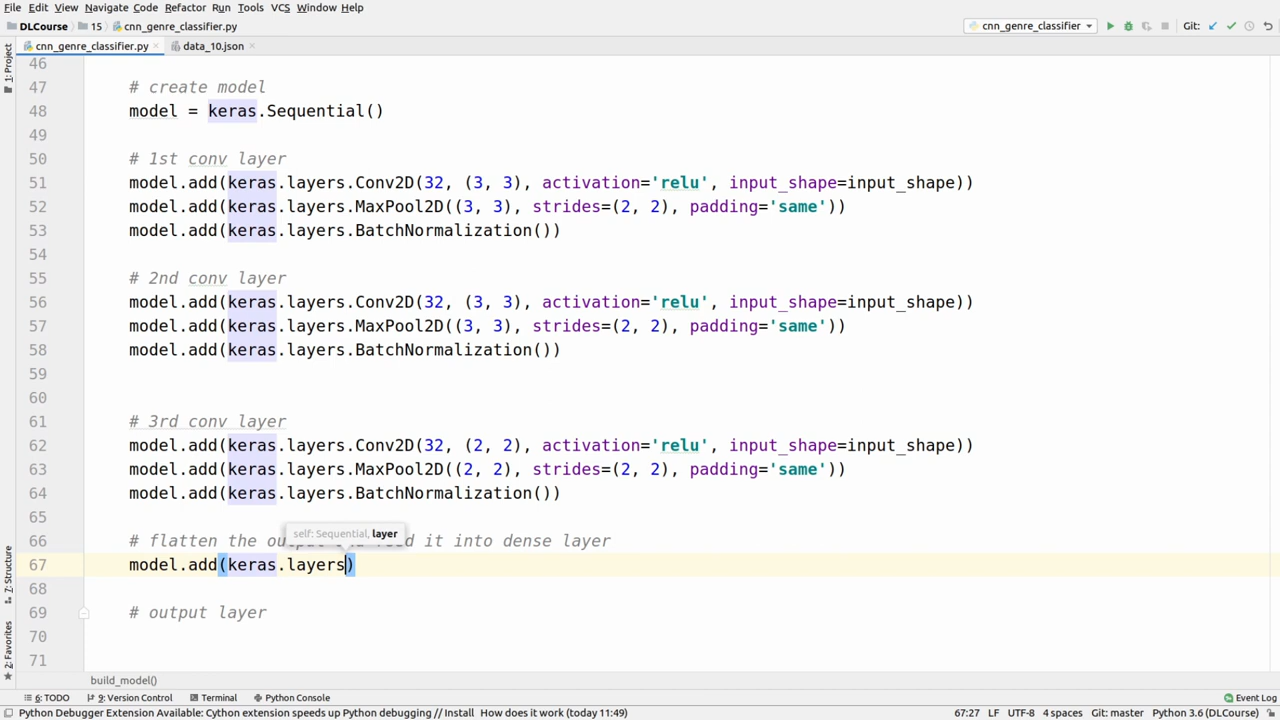 File Edit View Navigate Code Refactor Run Tools VCS Window Help
DLCourse 15 cnn_genre_classifier.py cnn_genre_classifier Git:
cnn_genre_classifier.py data_10.json
1: Project
46
47 # create model
48 model = keras.Sequential()
49
50 # 1st conv layer
51 model.add(keras.layers.Conv2D(32, (3, 3), activation='relu', input_shape=input_shape))
52 model.add(keras.layers.MaxPool2D((3, 3), strides=(2, 2), padding='same'))
53 model.add(keras.layers.BatchNormalization())
54
55 # 2nd conv layer
56 model.add(keras.layers.Conv2D(32, (3, 3), activation='relu', input_shape=input_shape))
57 model.add(keras.layers.MaxPool2D((3, 3), strides=(2, 2), padding='same'))
58 model.add(keras.layers.BatchNormalization())
59
60
61 # 3rd conv layer
62 model.add(keras.layers.Conv2D(32, (2, 2), activation='relu', input_shape=input_shape))
63 model.add(keras.layers.MaxPool2D((2, 2), strides=(2, 2), padding='same'))
64 model.add(keras.layers.BatchNormalization())
65
self: Sequential, layer
66 # flatten the it into dense layer
67 model.add(keras.layers)
68
69 # output layer
70
71
7: Structure
2: Favorites
build_model()
6: TODO 9: Version Control Terminal Python Console Event Log
Python Debugger Extension Available: Cython extension speeds up Python debugging // Install How does it work (today 11:49) 67:27 LF UTF-8 4 spaces Git: master Python 3.6 (DLCourse)